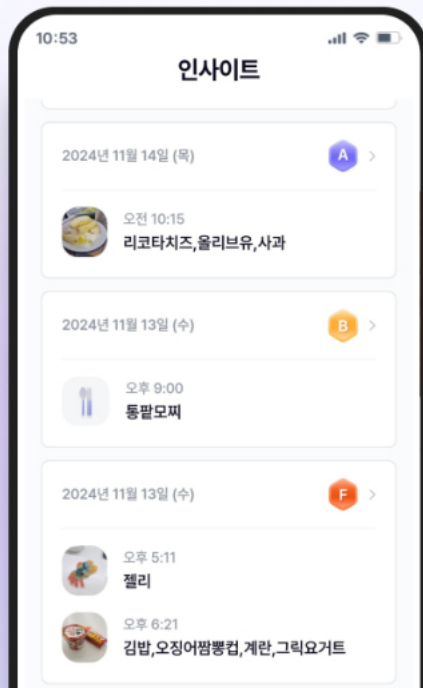 10:53
인사이트
2024년 11월 14일 (목)
A
오전 10:15
리코타치즈,올리브유,사과
2024년 11월 13일 (수)
B
오후 9:00
통팥모찌
2024년 11월 13일 (수)
F
오후 5:11
젤리
오후 6:21
김밥,오징어짬뽕컵,계란,그릭요거트